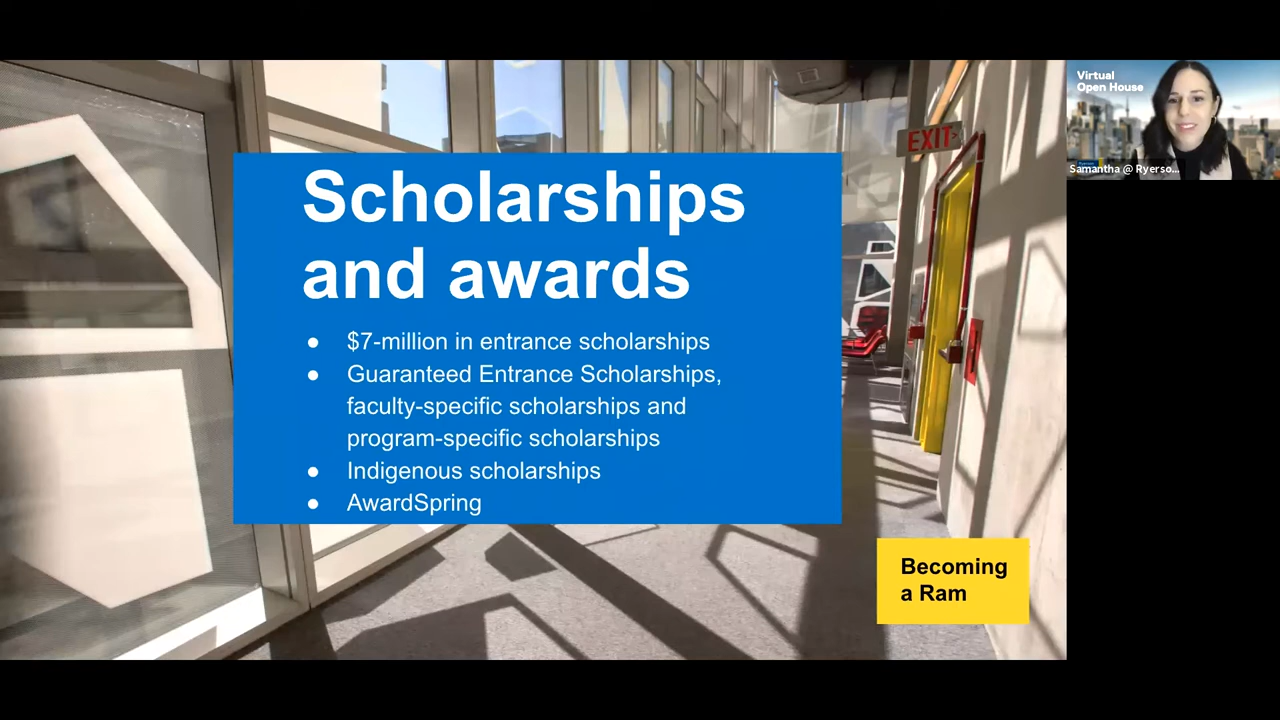 Scholarships
and awards
● $7-million in entrance scholarships
● Guaranteed Entrance Scholarships,
faculty-specific scholarships and
program-specific scholarships
● Indigenous scholarships
● AwardSpring
Becoming
a Ram
EXIT
Virtual
Open House
Samantha @ Ryerso...